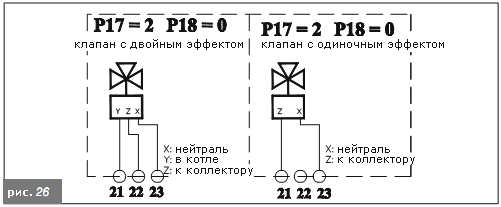 P17 = 2 P18 = 0
клапан с двойным эффектом
Y Z X
X: нейтраль
Y: в котле
Z: к коллектору
21 22 23
P17 = 2 P18 = 0
клапан с одиночным эффектом
Z X
X: нейтраль
Z: к коллектору
21 22 23
рис. 26